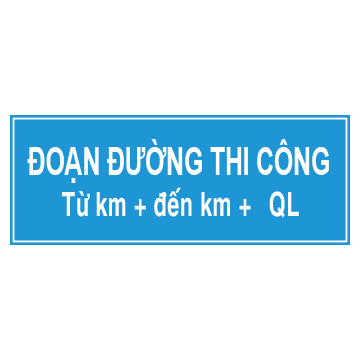 ĐOẠN ĐƯỜNG THI CÔNG
Từ km + đến km + QL